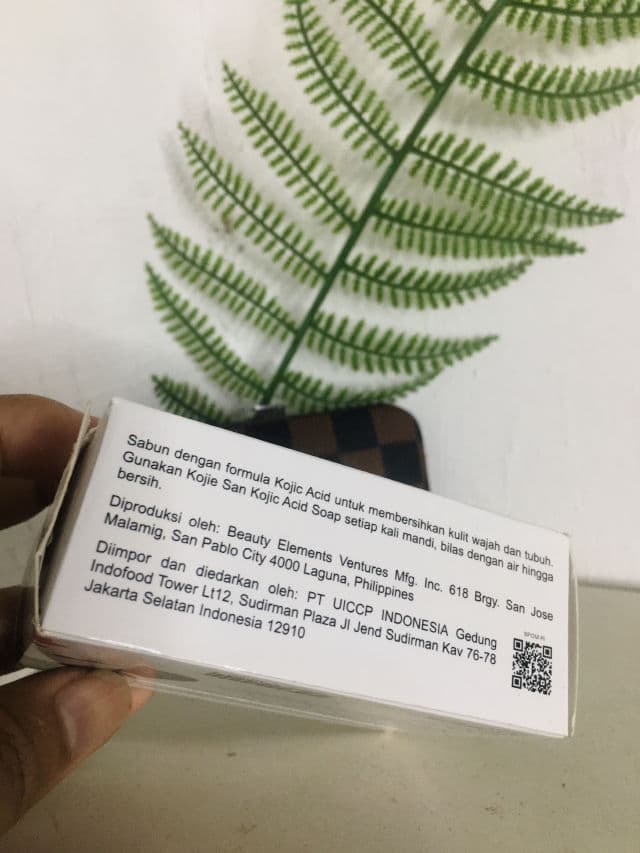 Sabun dengan formula Kojic Acid untuk membersihkan kulit wajah dan tubuh.
Gunakan Kojie San Kojic Acid Soap setiap kali mandi, bilas dengan air hingga
bersih.
Diproduksi oleh: Beauty Elements Ventures Mfg. Inc. 618 Brgy. San Jose
Malamig, San Pablo City 4000 Laguna, Philippines
Diimpor dan diedarkan oleh: PT UICCP INDONESIA Gedung
Indofood Tower Lt12, Sudirman Plaza Jl Jend Sudirman Kav 76-78
Jakarta Selatan Indonesia 12910
BPOM RI